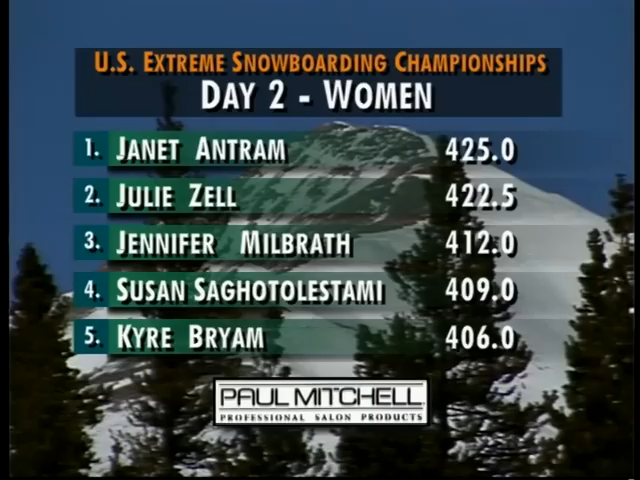 U.S. EXTREME SNOWBOARDING CHAMPIONSHIPS
DAY 2 - WOMEN
1. JANET ANTRAM 425.0
2. JULIE ZELL 422.5
3. JENNIFER MILBRATH 412.0
4. SUSAN SAGHOTOLESTAMI 409.0
5. KYRE BRYAM 406.0
PAUL MITCHELL
PROFESSIONAL SALON PRODUCTS